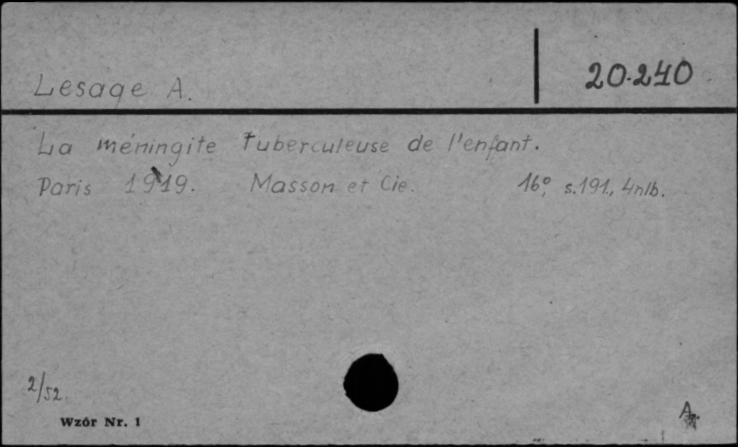 Lesage A.
20.240
La méningite tuberculeuse de l'enfant.
Paris 1919. Masson et Cie. 16°, s.191, 4nlb.
2/52.
Wzór Nr. 1
A